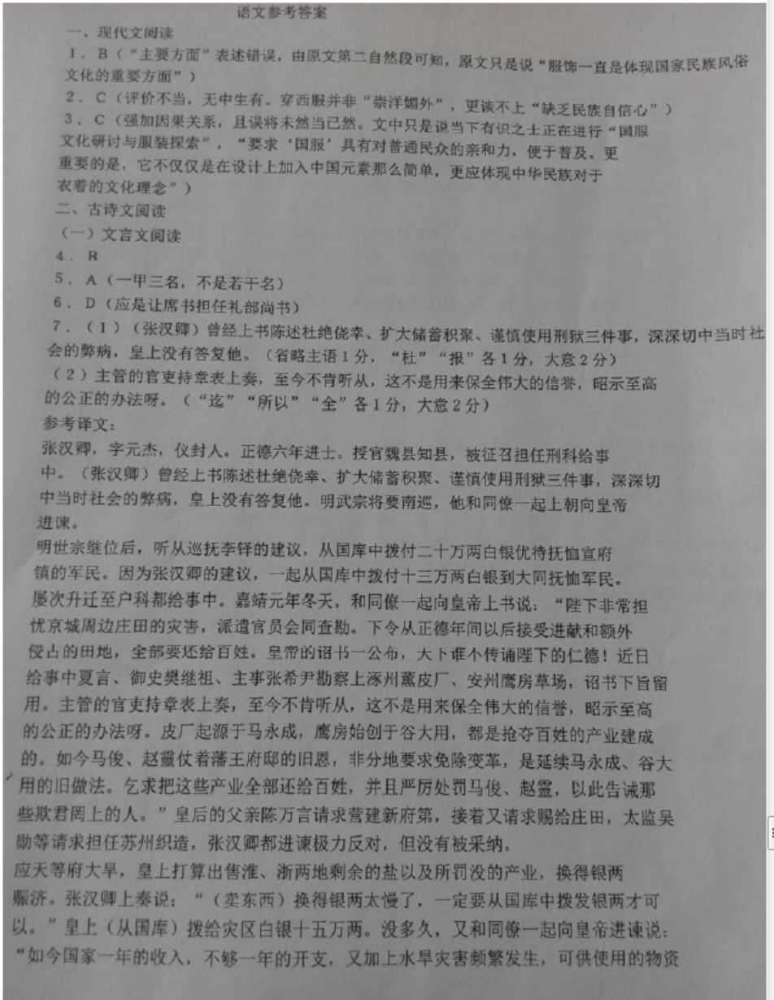 语文参考答案
一、现代文阅读
1．B（“主要方面”表述错误，由原文第二自然段可知，原文只是说“服饰一直是体现国家民族风俗
文化的重要方面”）
2．C（评价不当，无中生有。穿西服并非“崇洋媚外”，更谈不上“缺乏民族自信心”）
3．C（强加因果关系，且误将未然当已然。文中只是说当下有识之士正在进行“国服
文化研讨与服装探索”，“要求‘国服’具有对普通民众的亲和力，便于普及。更
重要的是，它不仅仅是在设计上加入中国元素那么简单，更应体现中华民族对于
衣着的文化理念”）
二、古诗文阅读
（一）文言文阅读
4．B
5．A（一甲三名，不是若干名）
6．D（应是让席书担任礼部尚书）
7．（1）（张汉卿）曾经上书陈述杜绝侥幸、扩大储蓄积聚、谨慎使用刑狱三件事，深深切中当时社
会的弊病，皇上没有答复他。（省略主语1分，“杜”“报”各1分，大意2分）
（2）主管的官吏持章表上奏，至今不肯听从，这不是用来保全伟大的信誉，昭示至高
的公正的办法呀。（“迄”“所以”“全”各1分，大意2分）
参考译文：
张汉卿，字元杰，仪封人。正德六年进士。授官魏县知县，被征召担任刑科给事
中。（张汉卿）曾经上书陈述杜绝侥幸、扩大储蓄积聚、谨慎使用刑狱三件事，深深切
中当时社会的弊病，皇上没有答复他。明武宗将要南巡，他和同僚一起上朝向皇帝
进谏。
明世宗继位后，听从巡抚李铎的建议，从国库中拨付二十万两白银优待抚恤宣府
镇的军民。因为张汉卿的建议，一起从国库中拨付十三万两白银到大同抚恤军民。
屡次升迁至户科都给事中。嘉靖元年冬天，和同僚一起向皇帝上书说：“陛下非常担
忧京城周边庄田的灾害，派遣官员会同查勘。下令从正德年间以后接受进献和额外
侵占的田地，全部要还给百姓。皇帝的诏书一公布，天下谁不传诵陛下的仁德！近日
给事中夏言、御史樊继祖、主事张希尹勘察上涿州薰皮厂、安州鹰房草场，诏书下旨留
用。主管的官吏持章表上奏，至今不肯听从，这不是用来保全伟大的信誉，昭示至高
的公正的办法呀。皮厂起源于马永成，鹰房始创于谷大用，都是抢夺百姓的产业建成
的。如今马俊、赵靈仗着藩王府邸的旧恩，非分地要求免除变革，是延续马永成、谷大
用的旧做法。乞求把这些产业全部还给百姓，并且严厉处罚马俊、赵靈，以此告诫那
些欺君罔上的人。”皇后的父亲陈万言请求营建新府第，接着又请求赐给庄田，太监吴
勋等请求担任苏州织造，张汉卿都进谏极力反对，但没有被采纳。
应天等府大旱，皇上打算出售淮、浙两地剩余的盐以及所罚没的产业，换得银两
赈济。张汉卿上奏说：“（卖东西）换得银两太慢了，一定要从国库中拨发银两才可
以。”皇上（从国库）拨给灾区白银十五万两。没多久，又和同僚一起向皇帝进谏说：
“如今国家一年的收入，不够一年的开支，又加上水旱灾害频繁发生，可供使用的物资